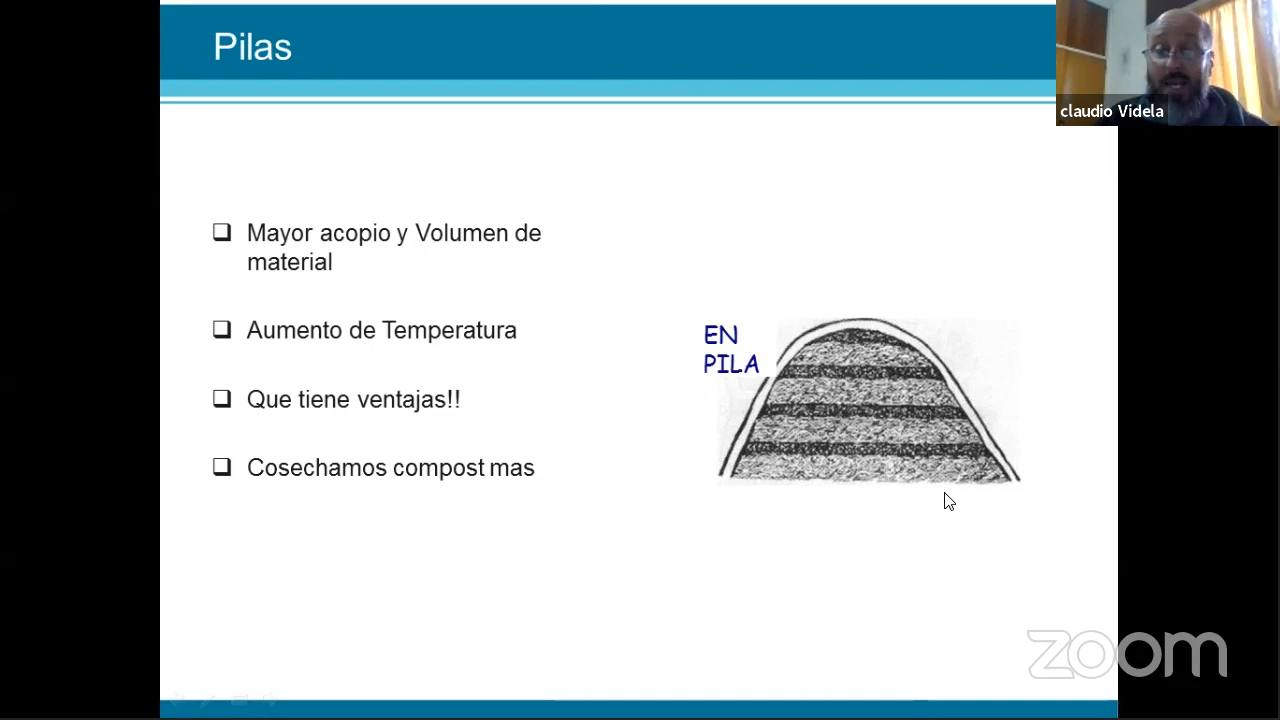 Pilas
claudio Videla
Mayor acopio y Volumen de
material
Aumento de Temperatura
Que tiene ventajas!!
Cosechamos compost mas
EN
PILA
zoom